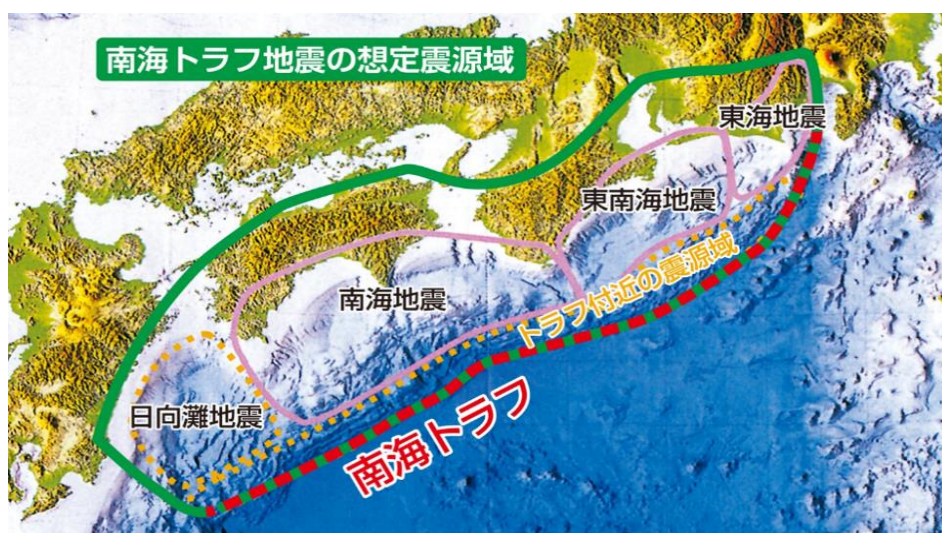 南海トラフ地震の想定震源域
東海地震
東南海地震
トラフ付近の震源域
南海地震
日向灘地震
南海トラフ